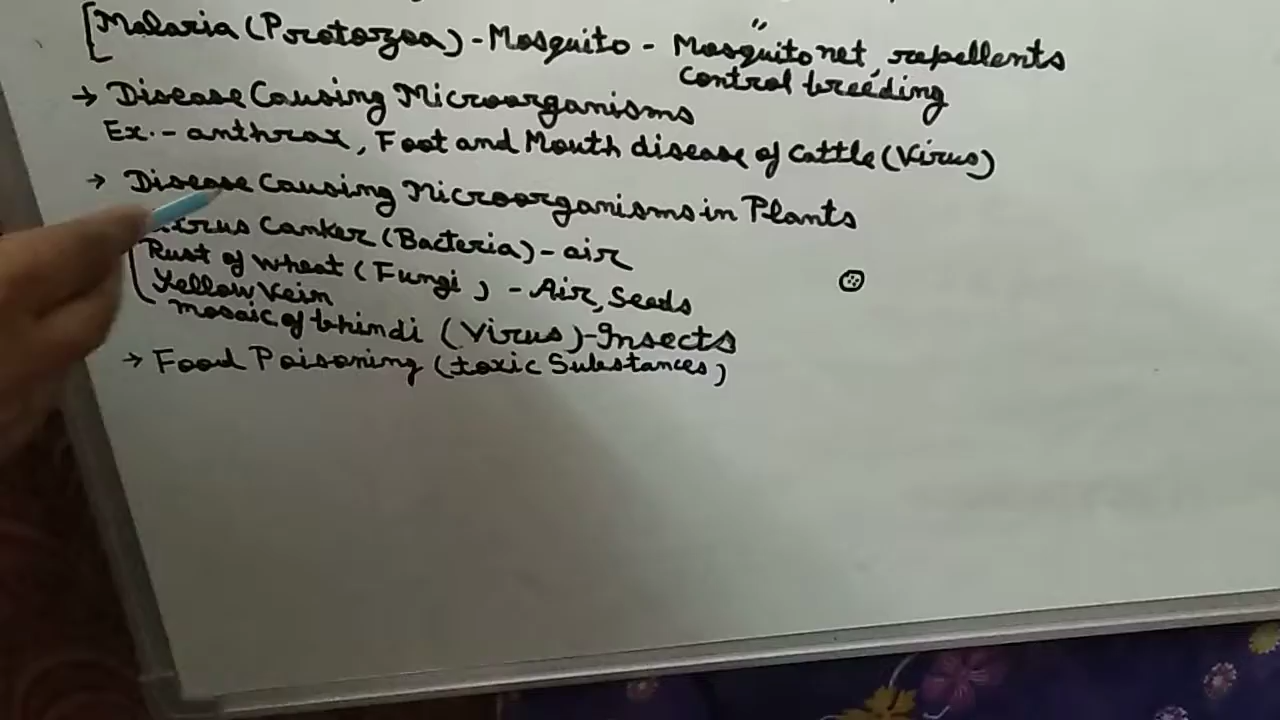 [Malaria (Protozoa) - Mosquito - Mosquito net, repellents
control breeding
→ Disease Causing Microorganisms
Ex. - anthrax, Foot and Mouth disease of cattle (Virus)
→ Disease Causing Microorganisms in Plants
Canker (Bacteria) - air
Rust of wheat (Fungi) - Air, Seeds
Yellow Vein
mosaic of bhindi (Virus) - Insects
→ Food Poisoning (toxic Substances)